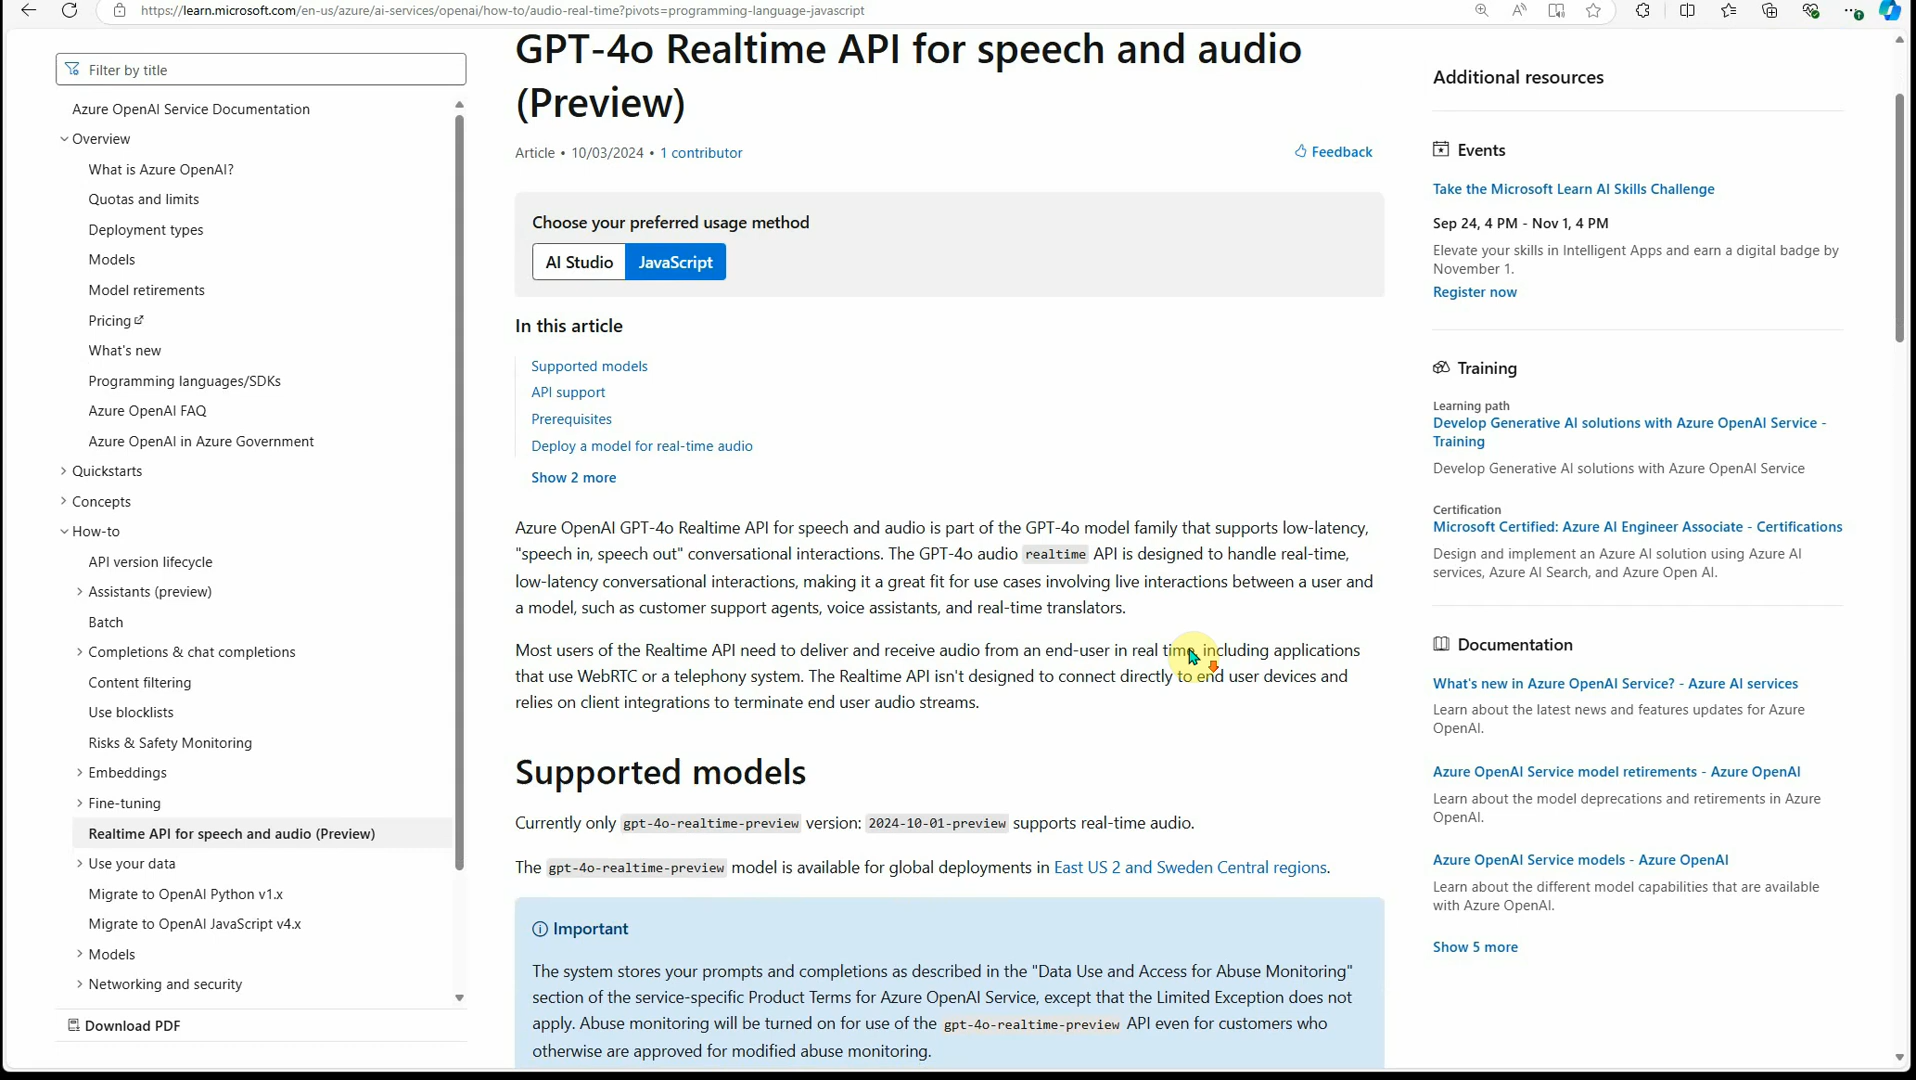 https://learn.microsoft.com/en-us/azure/ai-services/openai/how-to/audio-real-time?pivots=programming-language-javascript
Filter by title
Azure OpenAI Service Documentation
Overview
What is Azure OpenAI?
Quotas and limits
Deployment types
Models
Model retirements
Pricing
What's new
Programming languages/SDKs
Azure OpenAI FAQ
Azure OpenAI in Azure Government
Quickstarts
Concepts
How-to
API version lifecycle
Assistants (preview)
Batch
Completions & chat completions
Content filtering
Use blocklists
Risks & Safety Monitoring
Embeddings
Fine-tuning
Realtime API for speech and audio (Preview)
Use your data
Migrate to OpenAI Python v1.x
Migrate to OpenAI JavaScript v4.x
Models
Networking and security
Download PDF
GPT-4o Realtime API for speech and audio
(Preview)
Article • 10/03/2024 • 1 contributor
Feedback
Choose your preferred usage method
AI Studio JavaScript
In this article
Supported models
API support
Prerequisites
Deploy a model for real-time audio
Show 2 more
Azure OpenAI GPT-4o Realtime API for speech and audio is part of the GPT-4o model family that supports low-latency,
"speech in, speech out" conversational interactions. The GPT-4o audio realtime API is designed to handle real-time,
low-latency conversational interactions, making it a great fit for use cases involving live interactions between a user and
a model, such as customer support agents, voice assistants, and real-time translators.
Most users of the Realtime API need to deliver and receive audio from an end-user in real time, including applications
that use WebRTC or a telephony system. The Realtime API isn't designed to connect directly to end user devices and
relies on client integrations to terminate end user audio streams.
Supported models
Currently only gpt-4o-realtime-preview version: 2024-10-01-preview supports real-time audio.
The gpt-4o-realtime-preview model is available for global deployments in East US 2 and Sweden Central regions.
Important
The system stores your prompts and completions as described in the "Data Use and Access for Abuse Monitoring"
section of the service-specific Product Terms for Azure OpenAI Service, except that the Limited Exception does not
apply. Abuse monitoring will be turned on for use of the gpt-4o-realtime-preview API even for customers who
otherwise are approved for modified abuse monitoring.
Additional resources
Events
Take the Microsoft Learn AI Skills Challenge
Sep 24, 4 PM - Nov 1, 4 PM
Elevate your skills in Intelligent Apps and earn a digital badge by
November 1.
Register now
Training
Learning path
Develop Generative AI solutions with Azure OpenAI Service -
Training
Develop Generative AI solutions with Azure OpenAI Service
Certification
Microsoft Certified: Azure AI Engineer Associate - Certifications
Design and implement an Azure AI solution using Azure AI
services, Azure AI Search, and Azure Open AI.
Documentation
What's new in Azure OpenAI Service? - Azure AI services
Learn about the latest news and features updates for Azure
OpenAI.
Azure OpenAI Service model retirements - Azure OpenAI
Learn about the model deprecations and retirements in Azure
OpenAI.
Azure OpenAI Service models - Azure OpenAI
Learn about the different model capabilities that are available
with Azure OpenAI.
Show 5 more